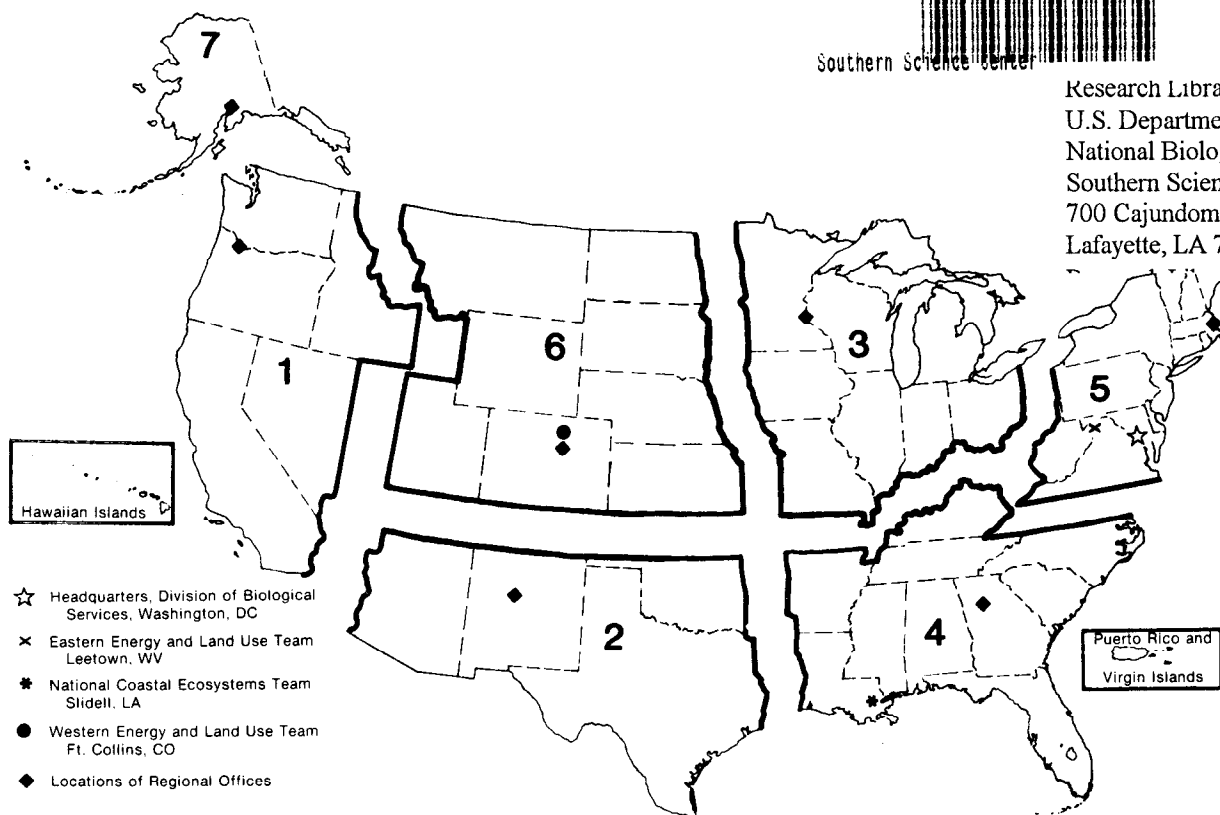 Southern Science Center
Research Libra
U.S. Departme
National Biolo
Southern Scien
700 Cajundom
Lafayette, LA 7
7
1
6
3
5
2
4
Hawaiian Islands
Puerto Rico and
Virgin Islands
Headquarters, Division of Biological
Services, Washington, DC
Eastern Energy and Land Use Team
Leetown, WV
National Coastal Ecosystems Team
Slidell, LA
Western Energy and Land Use Team
Ft. Collins, CO
Locations of Regional Offices